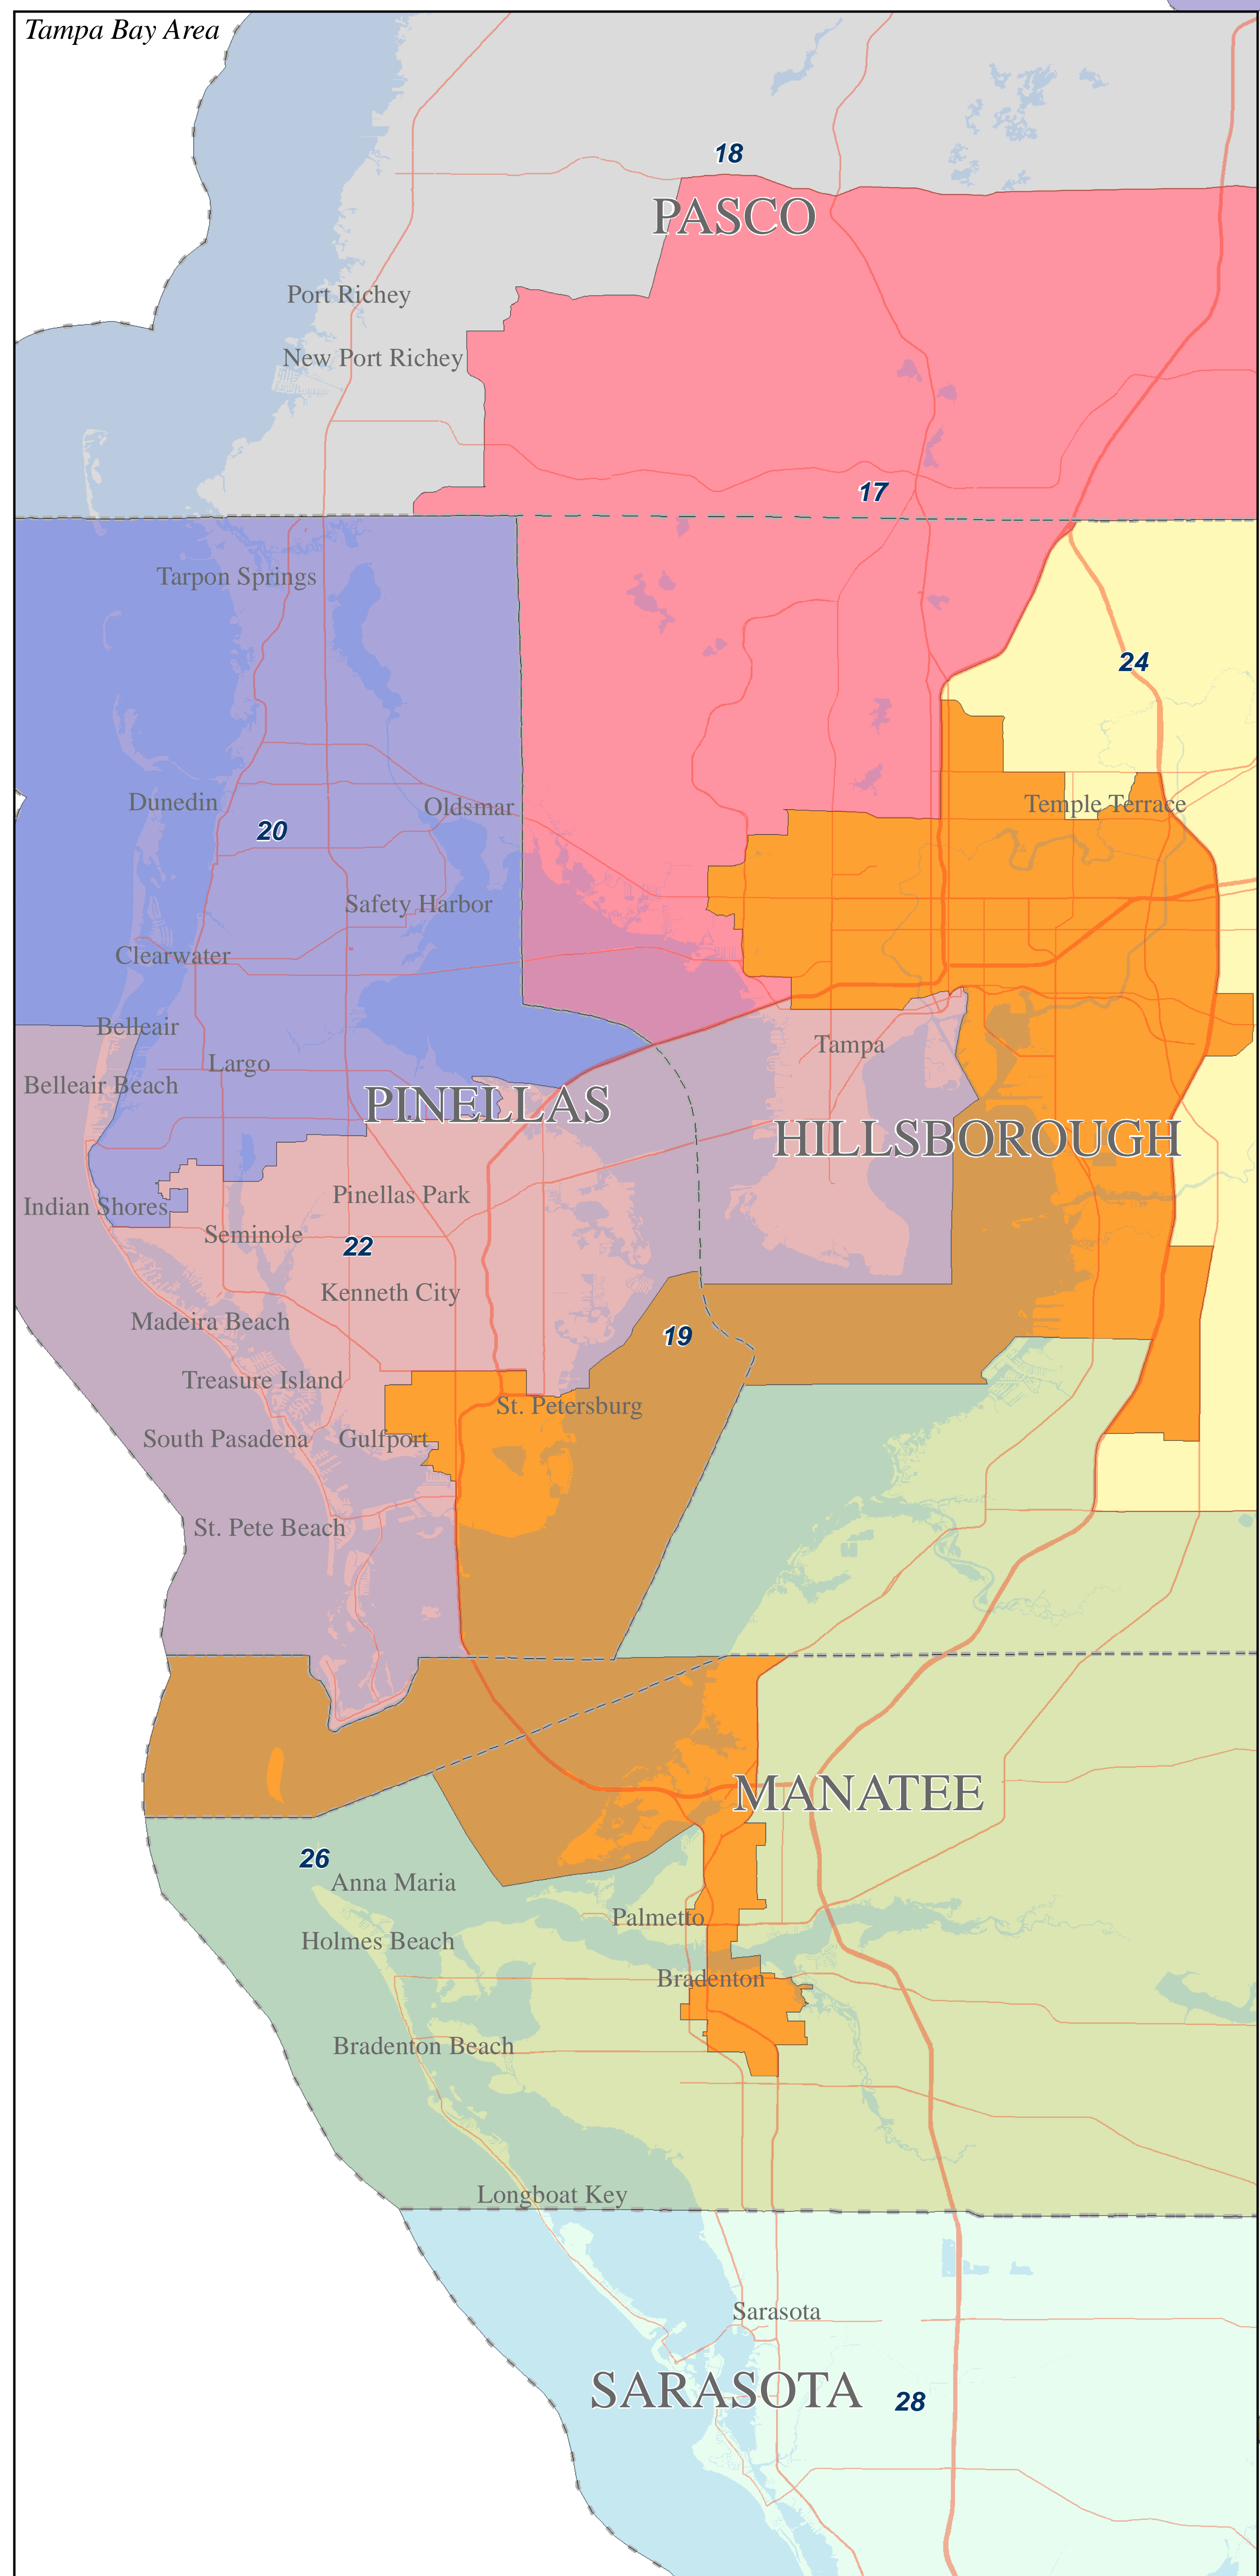 Tampa Bay Area
18
PASCO
Port Richey
New Port Richey
17
Tarpon Springs
24
Dunedin
Oldsmar
Temple Terrace
20
Safety Harbor
Clearwater
Belleair
Tampa
Largo
Belleair Beach
PINELLAS
HILLSBOROUGH
Pinellas Park
Indian Shores
Seminole
22
Kenneth City
Madeira Beach
19
Treasure Island
St. Petersburg
South Pasadena
Gulfport
St. Pete Beach
MANATEE
26
Anna Maria
Palmetto
Holmes Beach
Bradenton
Bradenton Beach
Longboat Key
Sarasota
SARASOTA
28